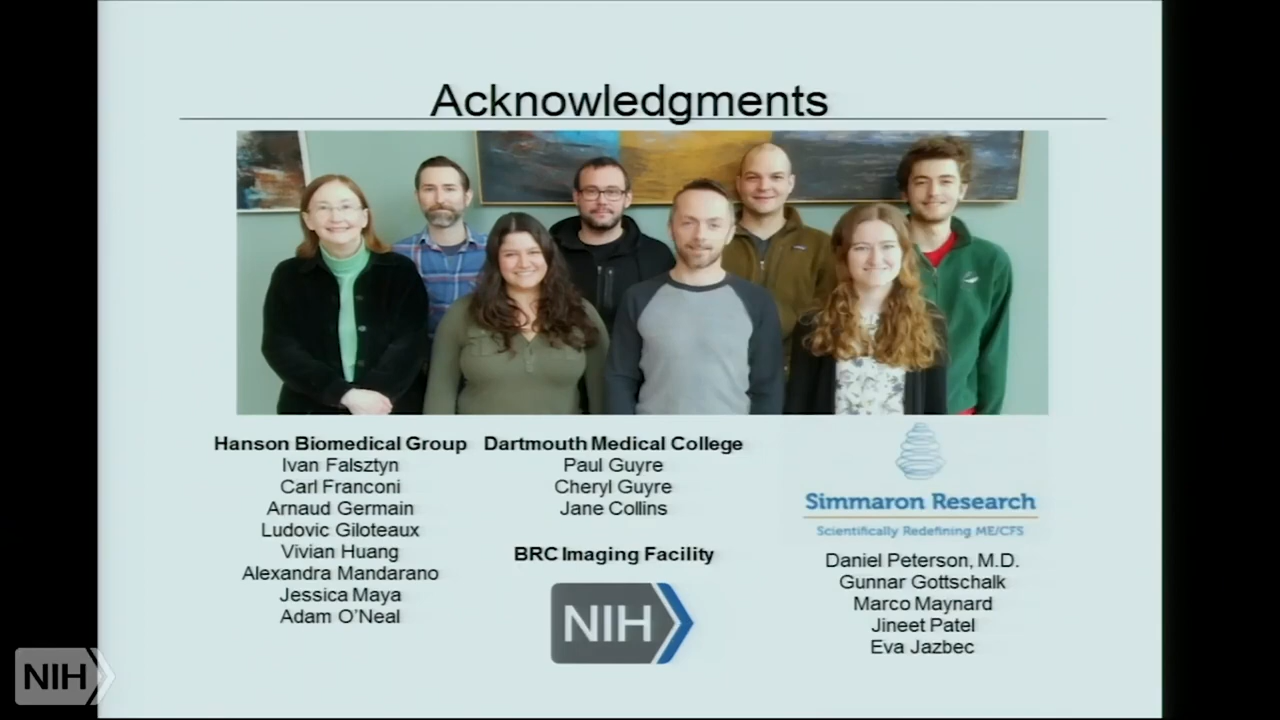 Acknowledgments
Hanson Biomedical Group
Ivan Falsztyn
Carl Franconi
Arnaud Germain
Ludovic Giloteaux
Vivian Huang
Alexandra Mandarano
Jessica Maya
Adam O'Neal
Dartmouth Medical College
Paul Guyre
Cheryl Guyre
Jane Collins
BRC Imaging Facility
NIH
Simmaron Research
Scientifically Redefining ME/CFS
Daniel Peterson, M.D.
Gunnar Gottschalk
Marco Maynard
Jineet Patel
Eva Jazbec
NIH